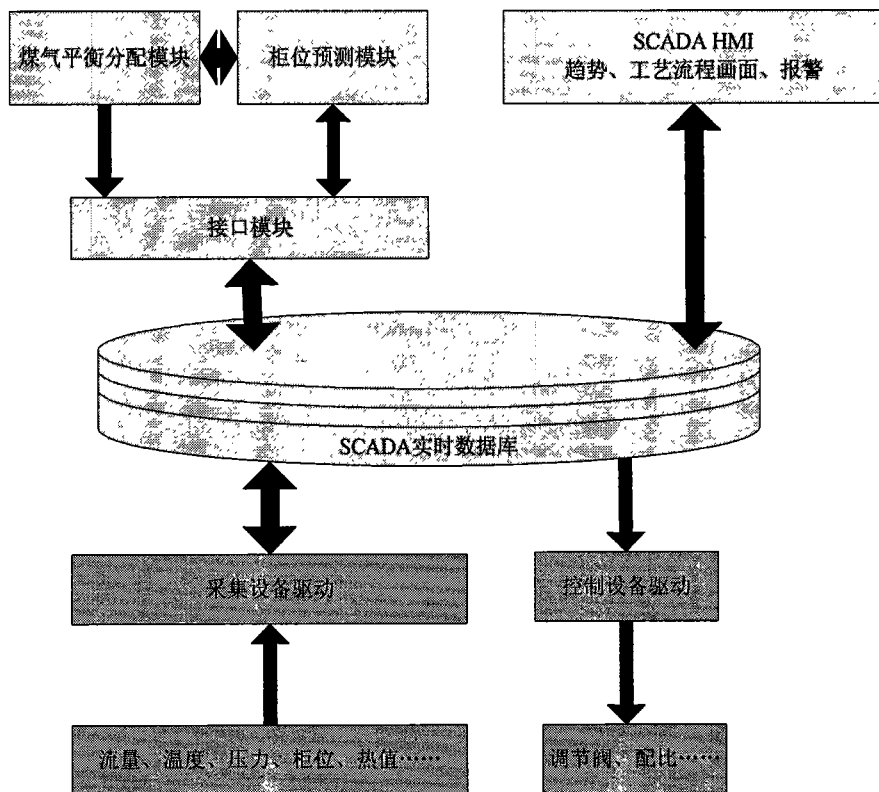 煤气平衡分配模块
柜位预测模块
SCADA HMI
趋势、工艺流程画面、报警
接口模块
SCADA实时数据库
采集设备驱动
控制设备驱动
流量、温度、压力、柜位、热值……
调节阀、配比……